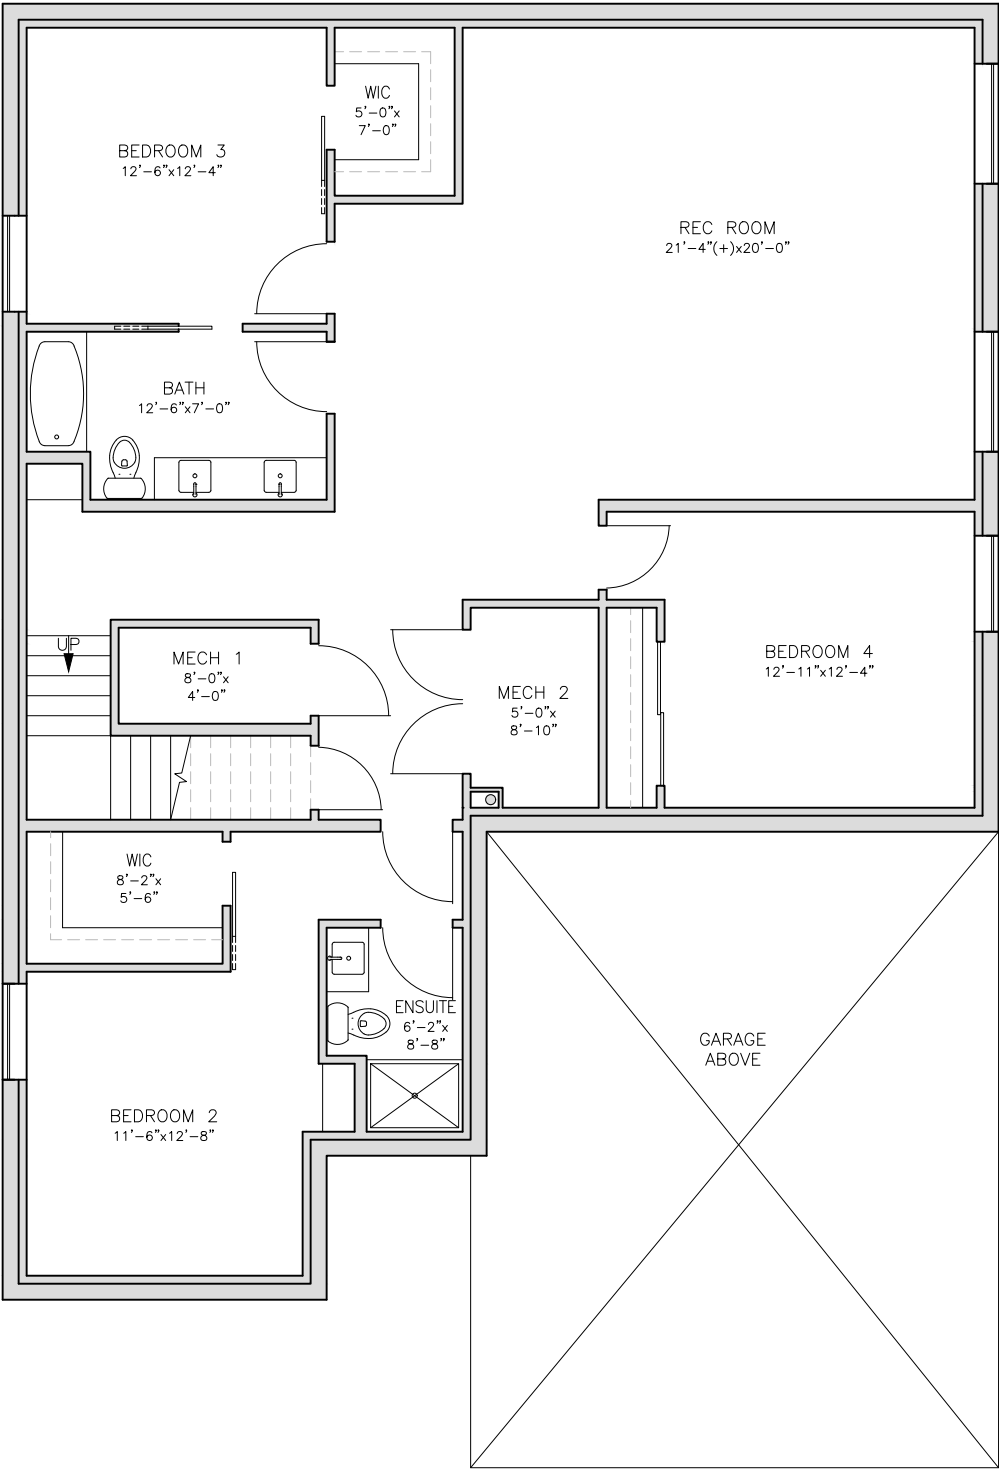 WIC
5'-0"x
7'-0"
BEDROOM 3
12'-6"x12'-4"
REC ROOM
21'-4"(+)x20'-0"
BATH
12'-6"x7'-0"
UP
MECH 1
8'-0"x
4'-0"
MECH 2
5'-0"x
8'-10"
BEDROOM 4
12'-11"x12'-4"
WIC
8'-2"x
5'-6"
ENSUITE
6'-2"x
8'-8"
GARAGE
ABOVE
BEDROOM 2
11'-6"x12'-8"